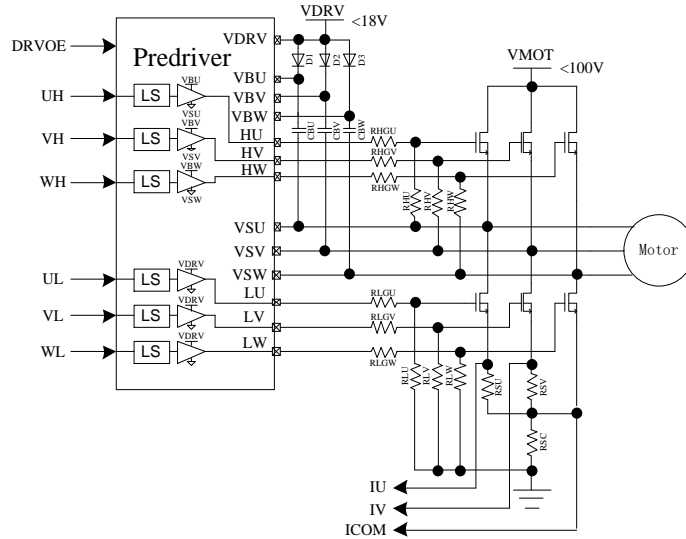 VDRV
<18V
DRVOE
Predriver
VDRV
D1
D2
D3
VMOT
<100V
VBU
VBU
UH
LS
VBV
VBW
CBU
CBV
CBW
VSU
VBV
HU
RHGU
VH
LS
HV
RHGV
VSV
VBW
HW
RHGW
WH
LS
VSW
RHU
RHV
RHW
VSU
VSV
Motor
VSW
UL
LS
VDRV
LU
RLGU
VL
LS
VDRV
LV
RLGV
WL
LS
VDRV
LW
RLGW
RLU
RLV
RLW
RSU
RSV
RSC
IU
IV
ICOM